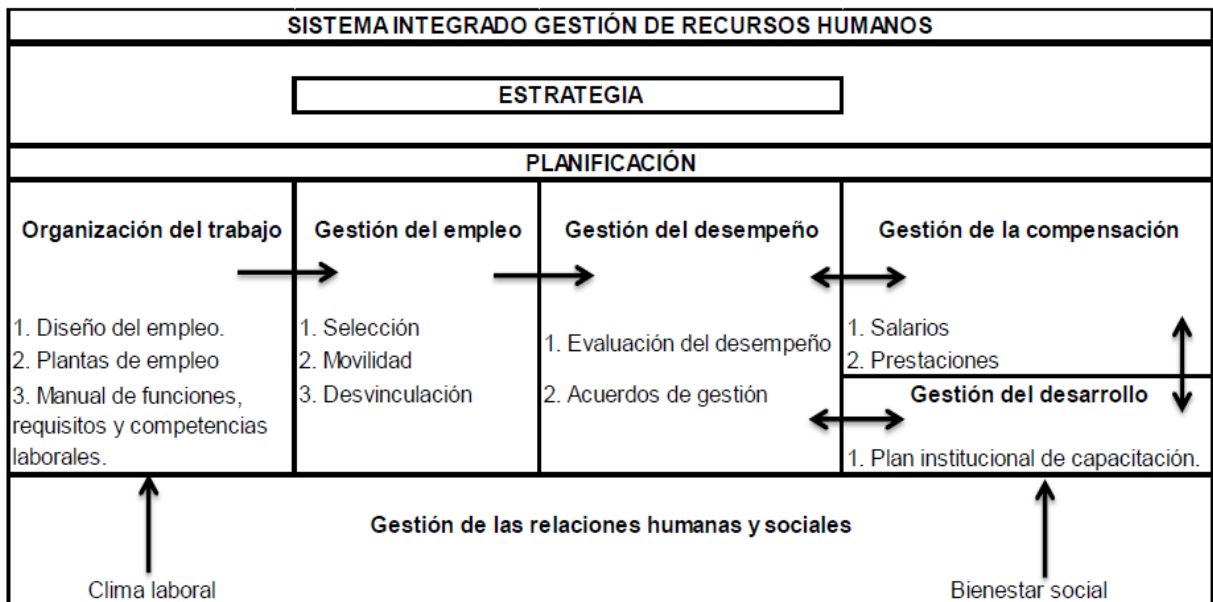 SISTEMA INTEGRADO GESTIÓN DE RECURSOS HUMANOS
ESTRATEGIA
PLANIFICACIÓN
Organización del trabajo
1. Diseño del empleo.
2. Plantas de empleo
3. Manual de funciones,
requisitos y competencias
laborales.
Gestión del empleo
1. Selección
2. Movilidad
3. Desvinculación
Gestión del desempeño
1. Evaluación del desempeño
2. Acuerdos de gestión
Gestión de la compensación
1. Salarios
2. Prestaciones
Gestión del desarrollo
1. Plan institucional de capacitación.
Gestión de las relaciones humanas y sociales
Clima laboral
Bienestar social